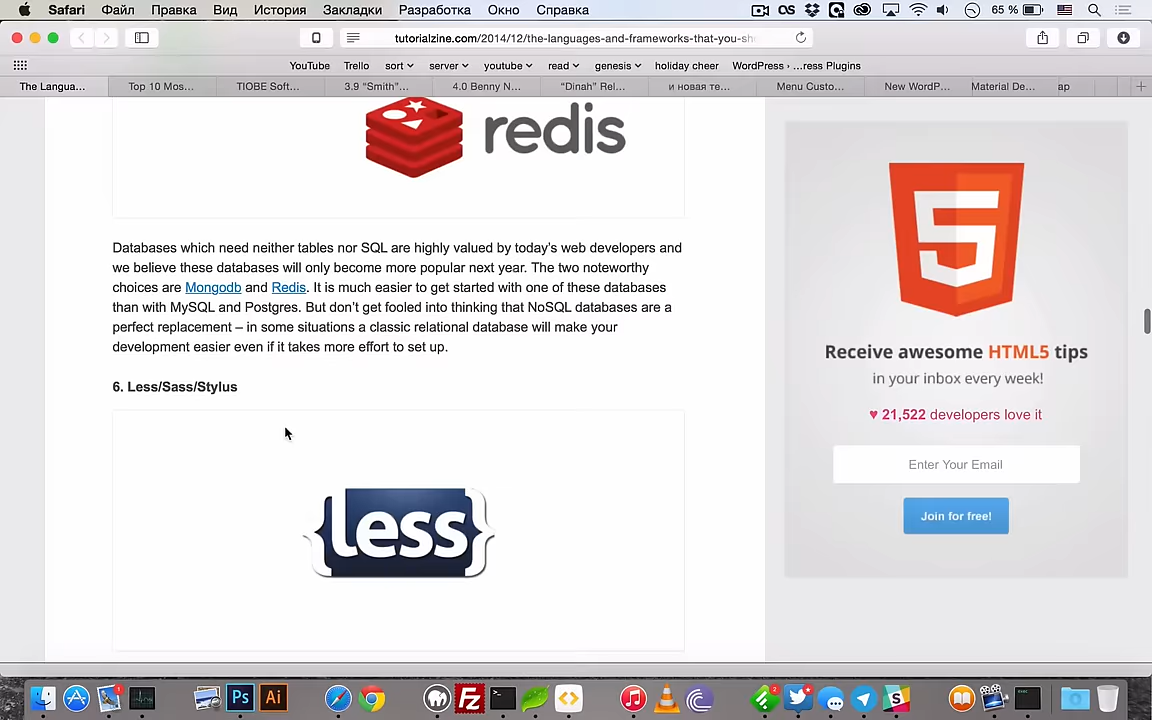 Safari Файл Правка Вид История Закладки Разработка Окно Справка 65 %
tutorialzine.com/2014/12/the-languages-and-frameworks-that-you-sh
YouTube Trello sort server youtube read genesis holiday cheer WordPress › ...ress Plugins
The Langua... Top 10 Mos... TIOBE Soft... 3.9 “Smith”... 4.0 Benny N... “Dinah” Rel... и новая те... Menu Custo... New WordP... Material De... ap
redis
Databases which need neither tables nor SQL are highly valued by today’s web developers and
we believe these databases will only become more popular next year. The two noteworthy
choices are Mongodb and Redis. It is much easier to get started with one of these databases
than with MySQL and Postgres. But don’t get fooled into thinking that NoSQL databases are a
perfect replacement – in some situations a classic relational database will make your
development easier even if it takes more effort to set up.
6. Less/Sass/Stylus
{less}
5
Receive awesome HTML5 tips
in your inbox every week!
♥ 21,522 developers love it
Enter Your Email
Join for free!
Ps Ai Fz